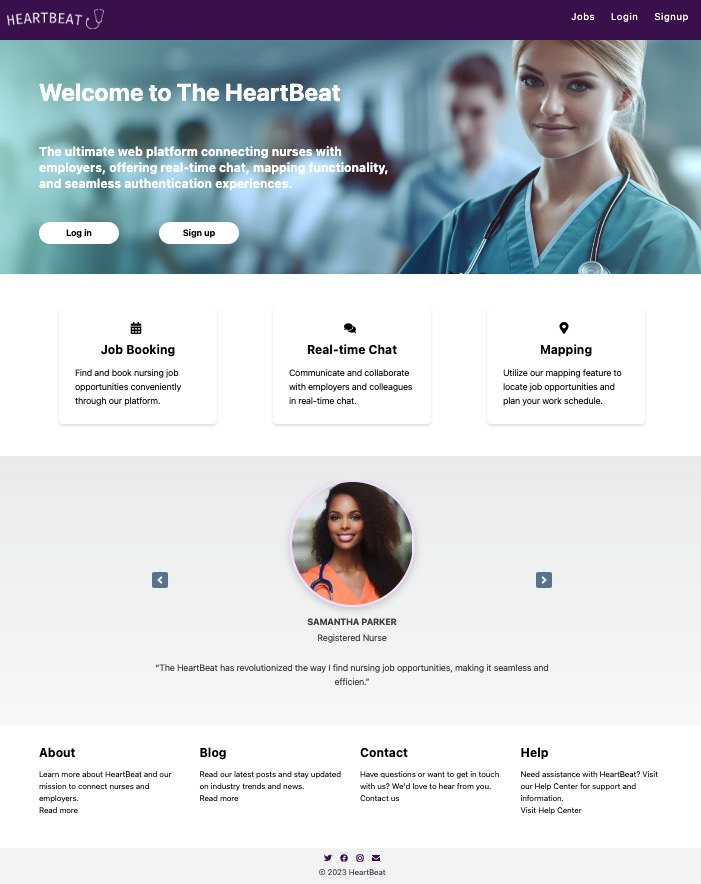 HEARTBEAT
Jobs Login Signup
Welcome to The HeartBeat
The ultimate web platform connecting nurses with
employers, offering real-time chat, mapping functionality,
and seamless authentication experiences.
Log in Sign up
Job Booking
Find and book nursing job
opportunities conveniently
through our platform.
Real-time Chat
Communicate and collaborate
with employers and colleagues
in real-time chat.
Mapping
Utilize our mapping feature to
locate job opportunities and
plan your work schedule.
SAMANTHA PARKER
Registered Nurse
“The HeartBeat has revolutionized the way I find nursing job opportunities, making it seamless and
efficien.”
About
Learn more about HeartBeat and our
mission to connect nurses and
employers.
Read more
Blog
Read our latest posts and stay updated
on industry trends and news.
Read more
Contact
Have questions or want to get in touch
with us? We'd love to hear from you.
Contact us
Help
Need assistance with HeartBeat? Visit
our Help Center for support and
information.
Visit Help Center
© 2023 HeartBeat